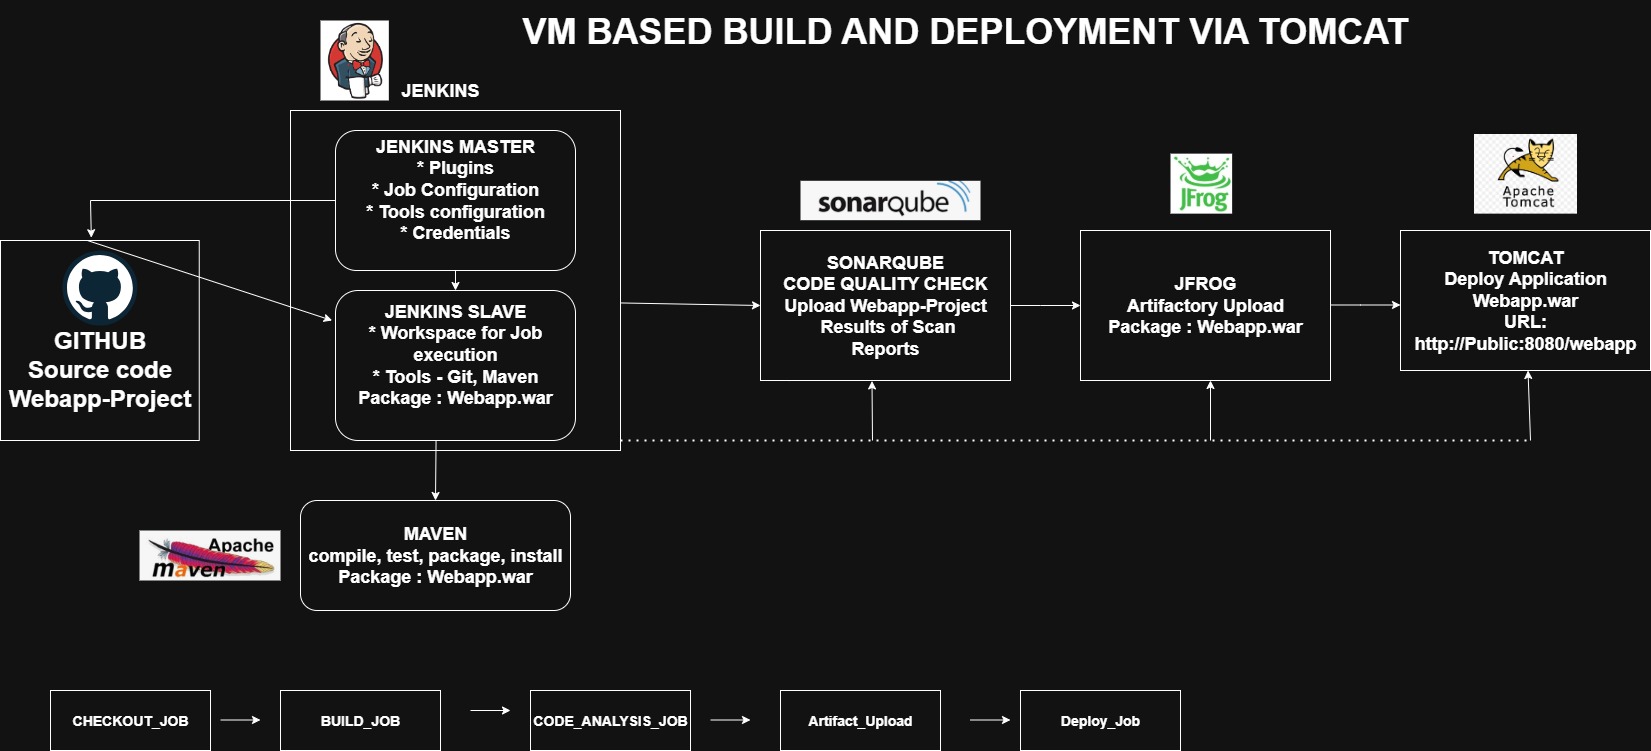 VM BASED BUILD AND DEPLOYMENT VIA TOMCAT
JENKINS
JENKINS MASTER
* Plugins
* Job Configuration
* Tools configuration
* Credentials
JENKINS SLAVE
* Workspace for Job
execution
* Tools - Git, Maven
Package : Webapp.war
GITHUB
Source code
Webapp-Project
sonarqube
SONARQUBE
CODE QUALITY CHECK
Upload Webapp-Project
Results of Scan
Reports
JFrog
JFROG
Artifactory Upload
Package : Webapp.war
Apache
Tomcat
TOMCAT
Deploy Application
Webapp.war
URL:
http://Public:8080/webapp
Apache
maven
MAVEN
compile, test, package, install
Package : Webapp.war
CHECKOUT_JOB
BUILD_JOB
CODE_ANALYSIS_JOB
Artifact_Upload
Deploy_Job